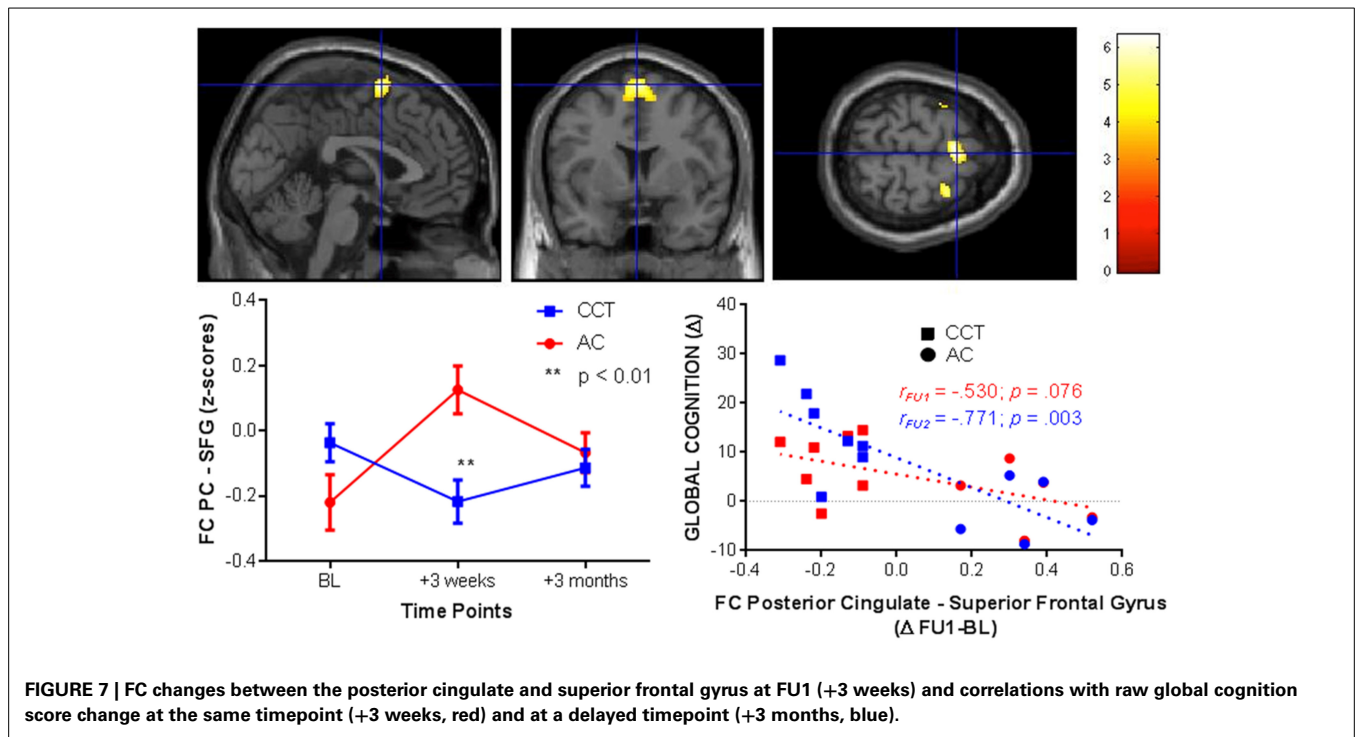 6
5
4
3
2
1
0
0.4
0.2
0.0
-0.2
-0.4
FC PC - SFG (z-scores)
CCT
AC
** p < 0.01
**
BL
+3 weeks
+3 months
Time Points
40
30
20
10
0
-10
GLOBAL COGNITION (Δ)
CCT
AC
rFU1 = -.530; p = .076
rFU2 = -.771; p = .003
-0.4
-0.2
0.0
0.2
0.4
0.6
FC Posterior Cingulate - Superior Frontal Gyrus
(Δ FU1-BL)
FIGURE 7 | FC changes between the posterior cingulate and superior frontal gyrus at FU1 (+3 weeks) and correlations with raw global cognition
score change at the same timepoint (+3 weeks, red) and at a delayed timepoint (+3 months, blue).